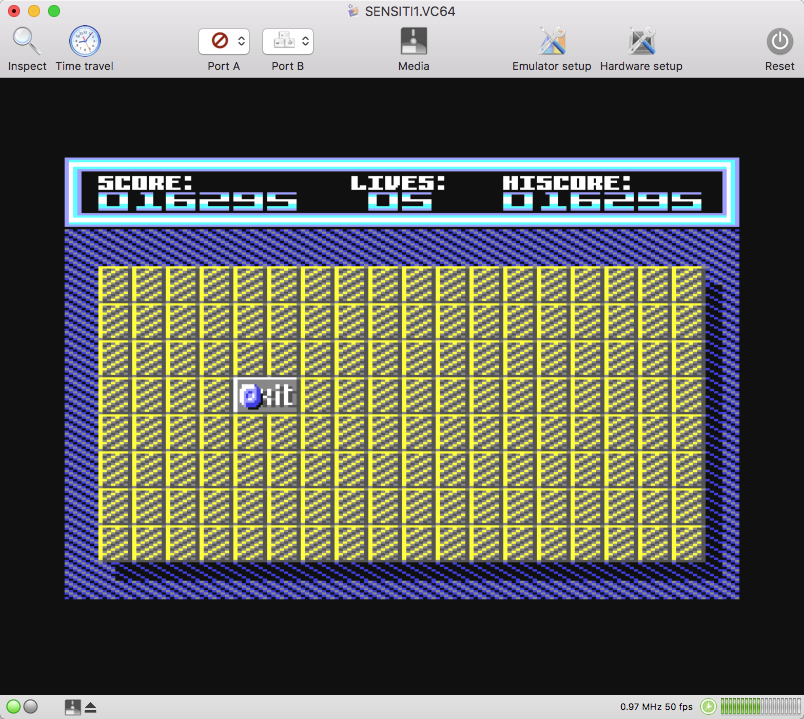 SENSITI1.VC64
Inspect Time travel Port A Port B Media Emulator setup Hardware setup Reset
SCORE: LIVES: HISCORE:
016295 05 016295
xit
0.97 MHz 50 fps